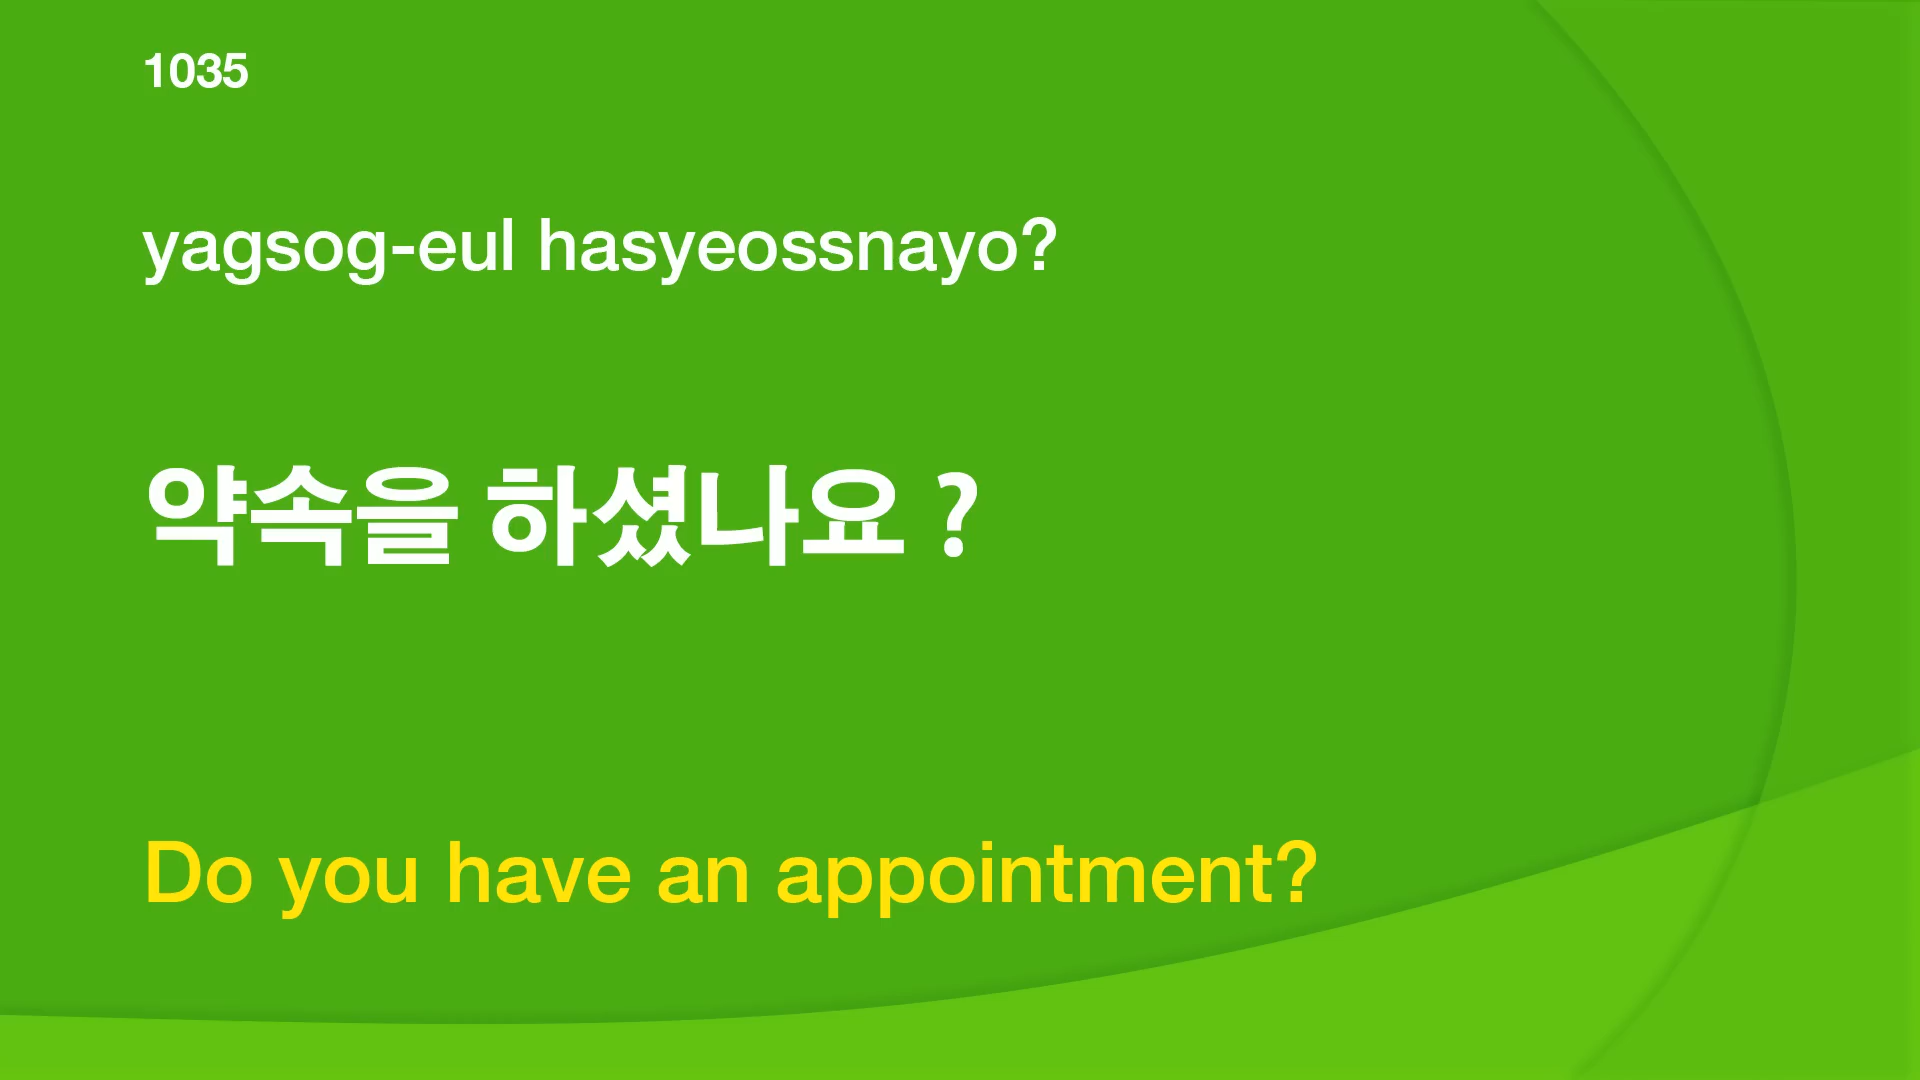 1035
yagsog-eul hasyeossnayo?
약속을 하셨나요 ?
Do you have an appointment?